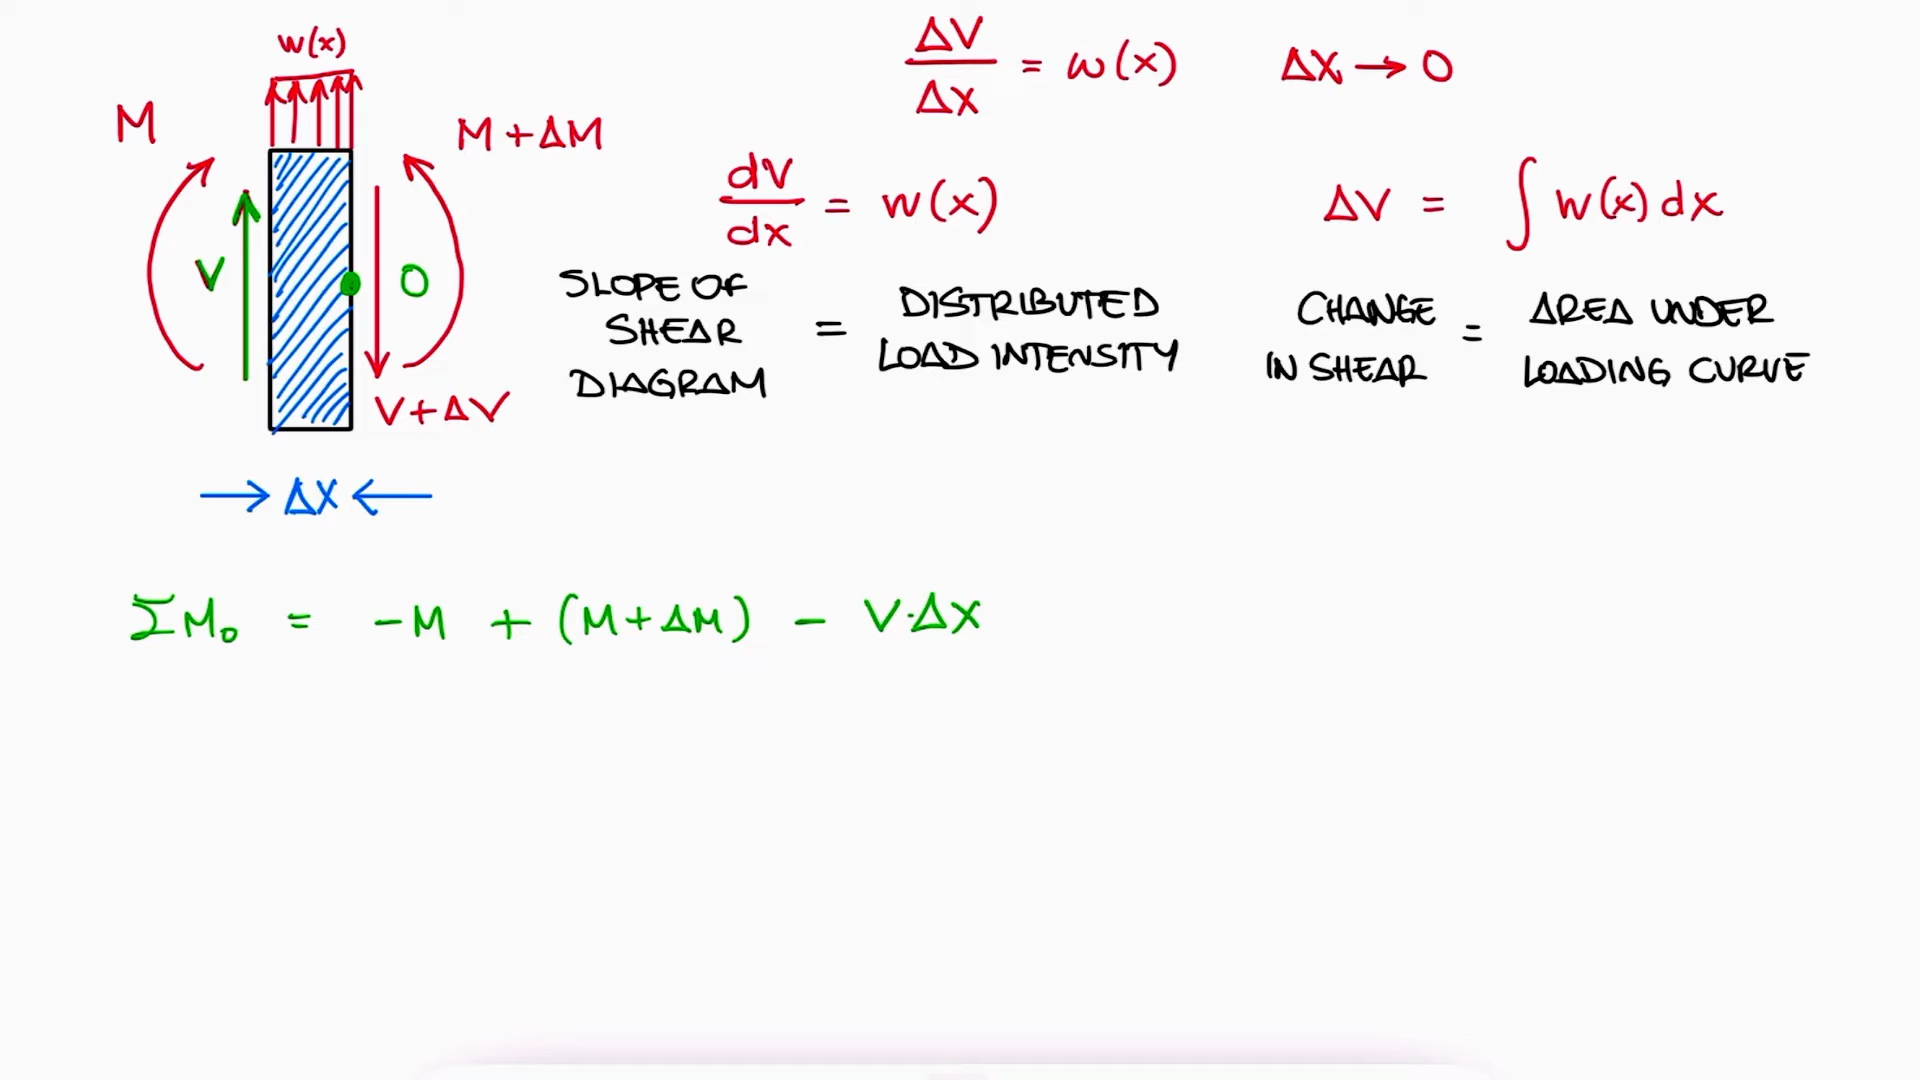 w(x)
M
M + ΔM
V
O
V + ΔV
ΔX
ΔV / ΔX = w(x)
ΔX → 0
dV / dx = w(x)
ΔV = ∫ w(x) dx
SLOPE OF
SHEAR
DIAGRAM
=
DISTRIBUTED
LOAD INTENSITY
CHANGE
IN SHEAR
=
AREA UNDER
LOADING CURVE
ΣM₀ = -M + (M + ΔM) - V·ΔX